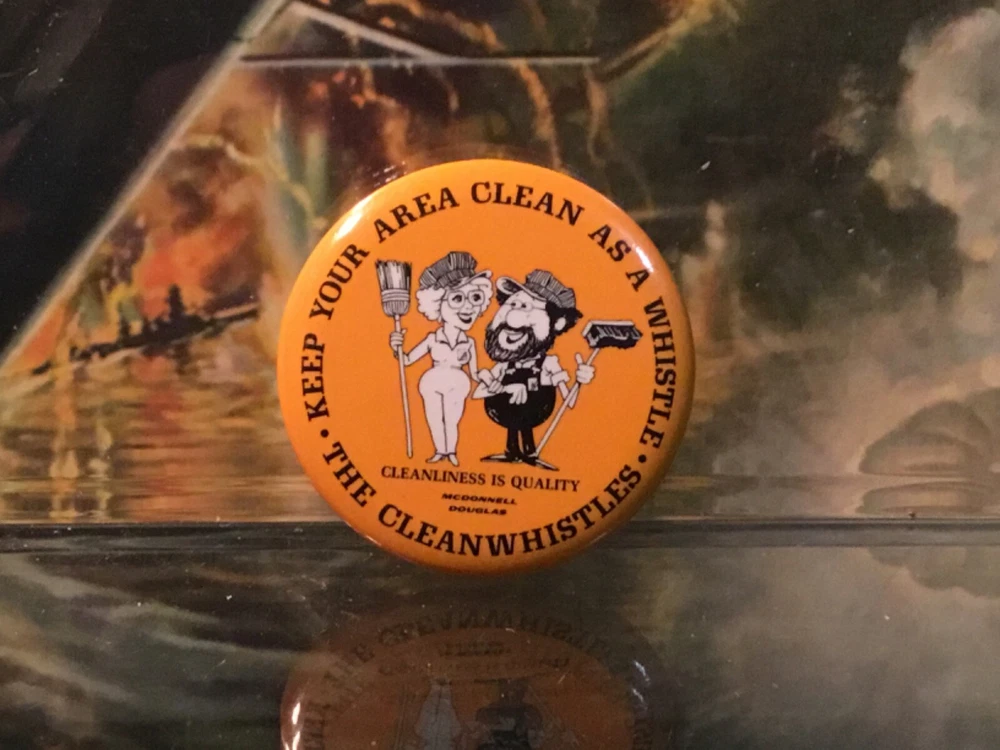 • KEEP YOUR AREA CLEAN AS A WHISTLE •
CLEANLINESS IS QUALITY
MCDONNELL
DOUGLAS
THE CLEANWHISTLES